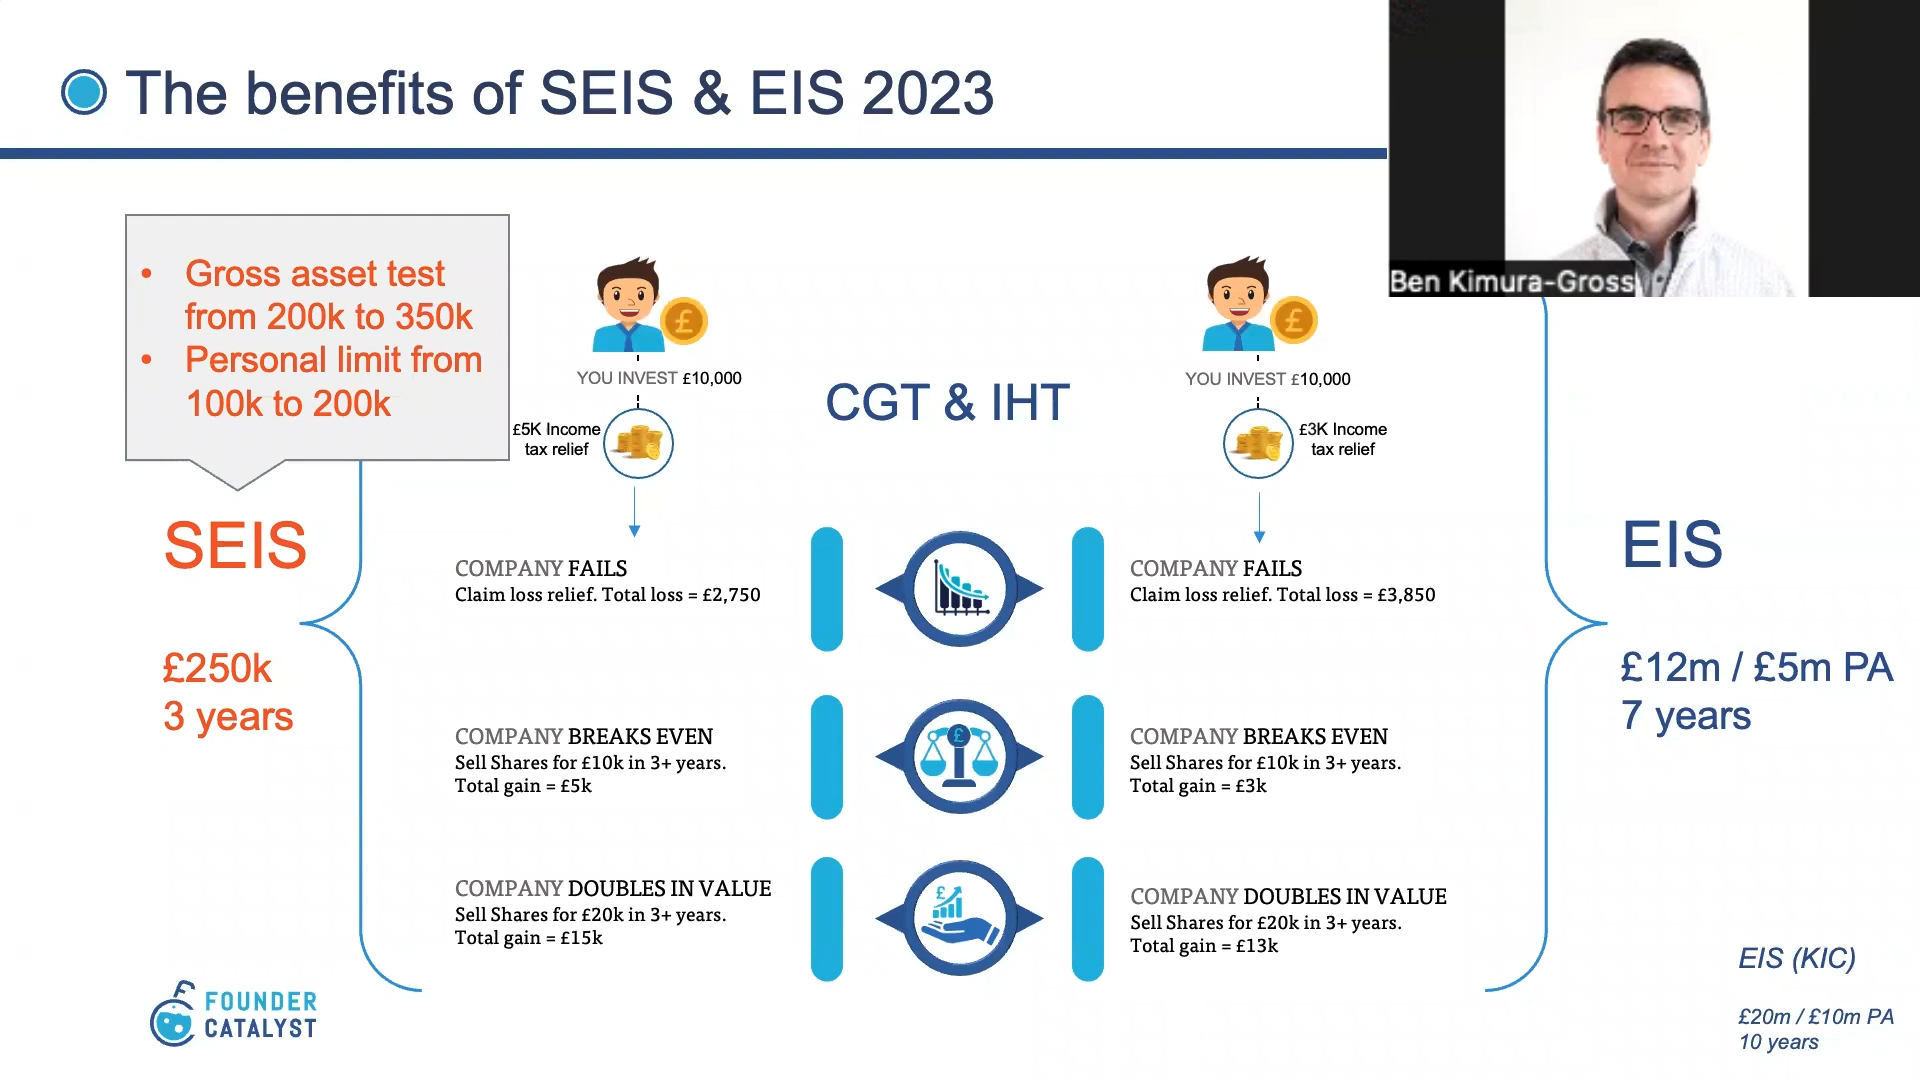 The benefits of SEIS & EIS 2023
Ben Kimura-Gross
• Gross asset test
from 200k to 350k
• Personal limit from
100k to 200k
SEIS
£250k
3 years
YOU INVEST £10,000
£5K Income
tax relief
COMPANY FAILS
Claim loss relief. Total loss = £2,750
COMPANY BREAKS EVEN
Sell Shares for £10k in 3+ years.
Total gain = £5k
COMPANY DOUBLES IN VALUE
Sell Shares for £20k in 3+ years.
Total gain = £15k
CGT & IHT
£
£
£
£
YOU INVEST £10,000
£3K Income
tax relief
COMPANY FAILS
Claim loss relief. Total loss = £3,850
COMPANY BREAKS EVEN
Sell Shares for £10k in 3+ years.
Total gain = £3k
COMPANY DOUBLES IN VALUE
Sell Shares for £20k in 3+ years.
Total gain = £13k
EIS
£12m / £5m PA
7 years
EIS (KIC)
£20m / £10m PA
10 years
FOUNDER
CATALYST